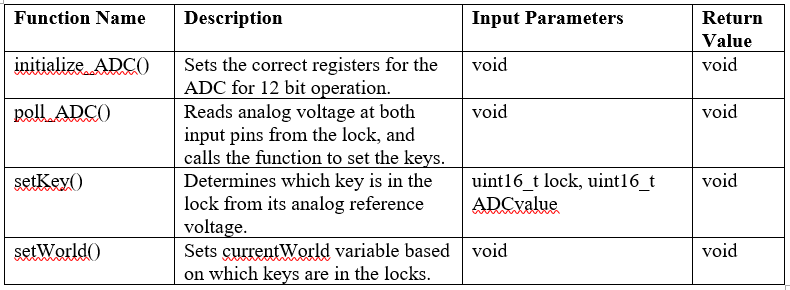 Function Name Description Input Parameters Return
Value
initialize_ADC() Sets the correct registers for the void void
ADC for 12 bit operation.
poll_ADC() Reads analog voltage at both void void
input pins from the lock, and
calls the function to set the keys.
setKey() Determines which key is in the uint16_t lock, uint16_t void
lock from its analog reference ADCvalue
voltage.
setWorld() Sets currentWorld variable based void void
on which keys are in the locks.